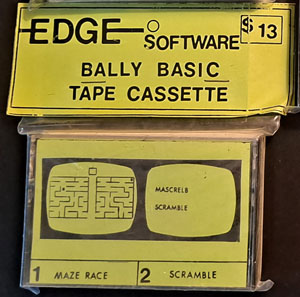 EDGE SOFTWARE $13
BALLY BASIC
TAPE CASSETTE
MASCRELB
SCRAMBLE
1 MAZE RACE 2 SCRAMBLE